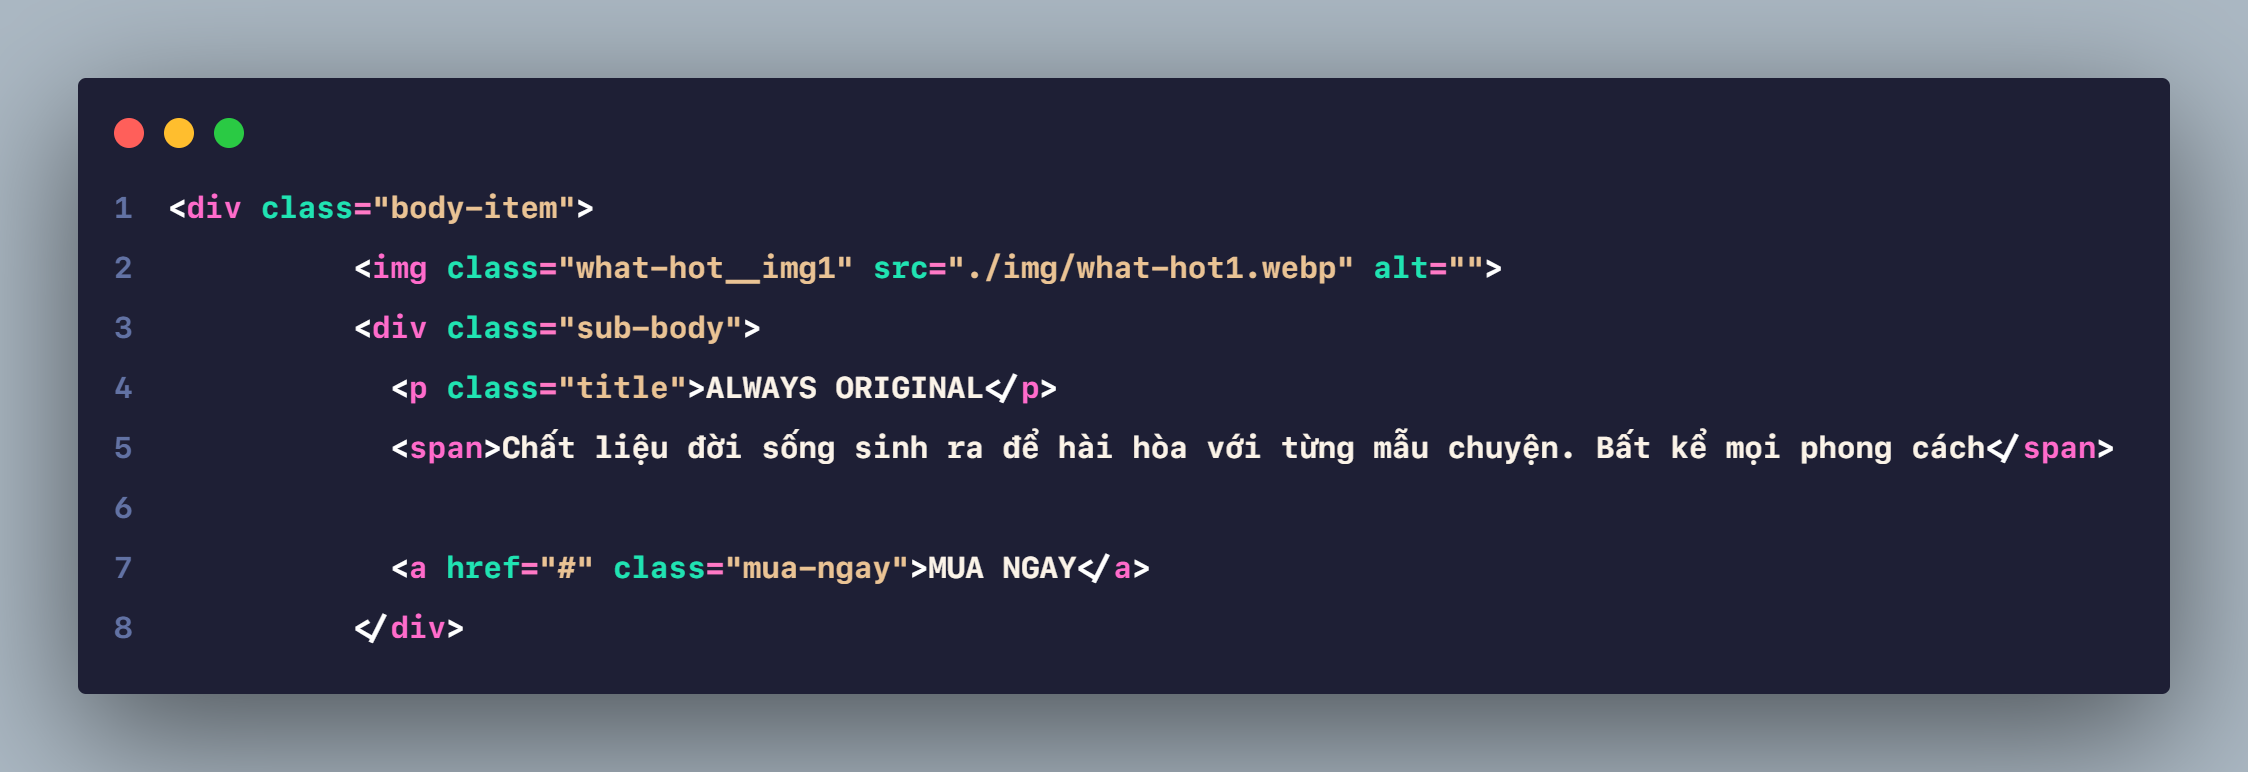 1 <div class="body-item">
2 <img class="what-hot__img1" src="./img/what-hot1.webp" alt="">
3 <div class="sub-body">
4 <p class="title">ALWAYS ORIGINAL</p>
5 <span>Chất liệu đời sống sinh ra để hài hòa với từng mẫu chuyện. Bất kể mọi phong cách</span>
6
7 <a href="#" class="mua-ngay">MUA NGAY</a>
8 </div>